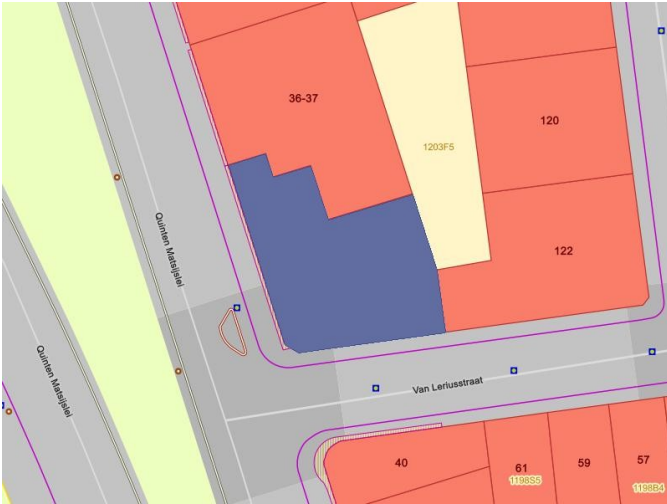 36-37
1203F5
120
Quinten Matsijslei
122
Quinten Matsijslei
Van Leriusstraat
40
61
1198S5
59
57
1198B4